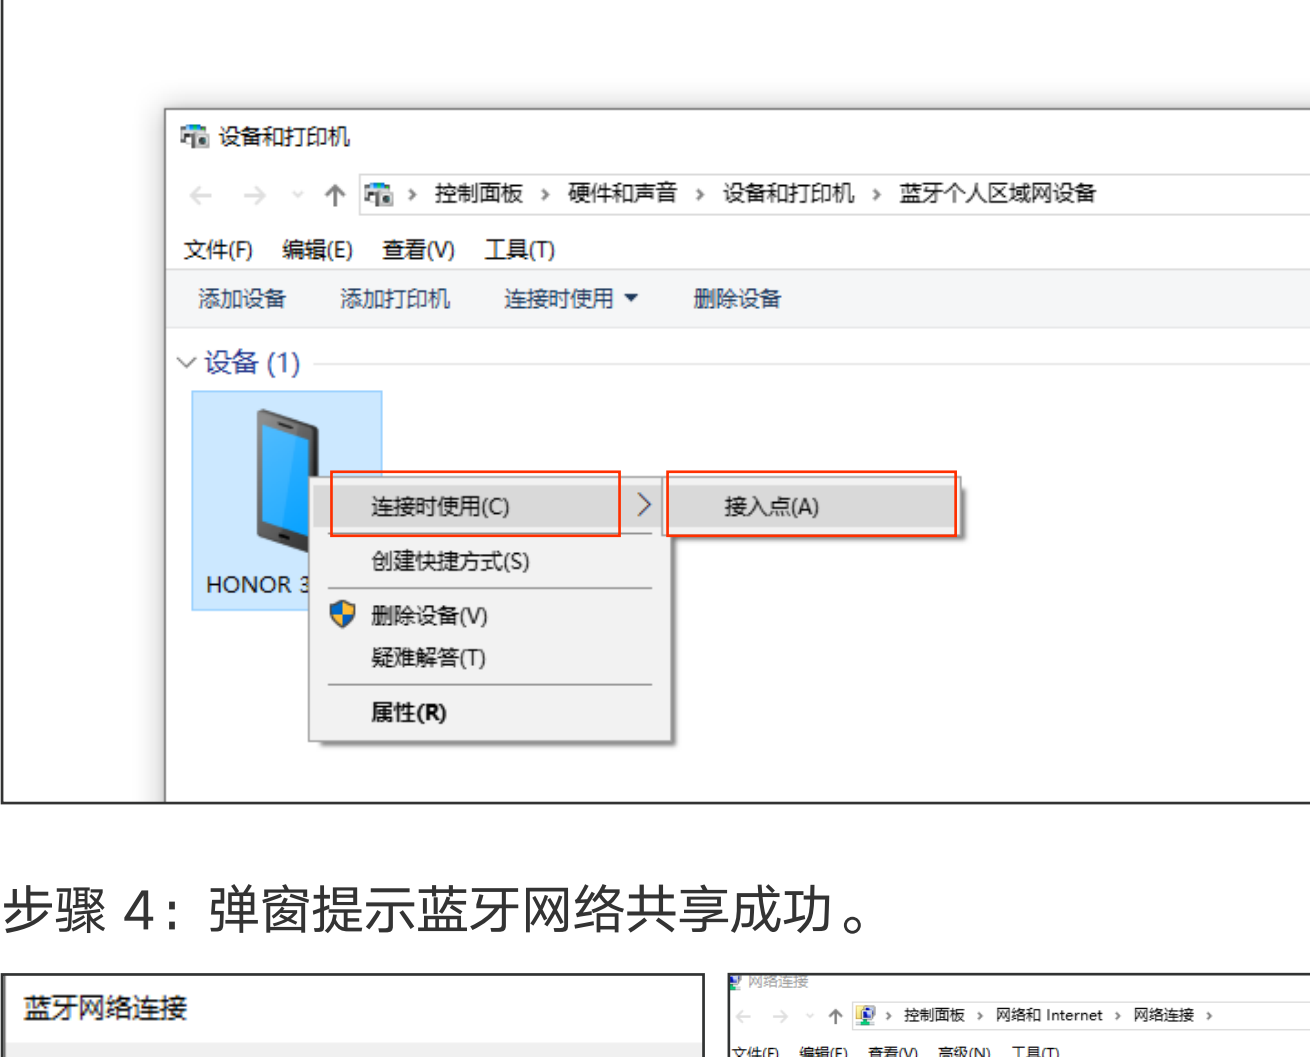 设备和打印机
控制面板 › 硬件和声音 › 设备和打印机 › 蓝牙个人区域网设备
文件(F) 编辑(E) 查看(V) 工具(T)
添加设备 添加打印机 连接时使用 删除设备
设备 (1)
连接时使用(C) 接入点(A)
创建快捷方式(S)
HONOR 3
删除设备(V)
疑难解答(T)
属性(R)
步骤 4：弹窗提示蓝牙网络共享成功。
蓝牙网络连接
网络连接
控制面板 › 网络和 Internet › 网络连接 ›
文件(F) 编辑(E) 查看(V) 高级(N) 工具(T)